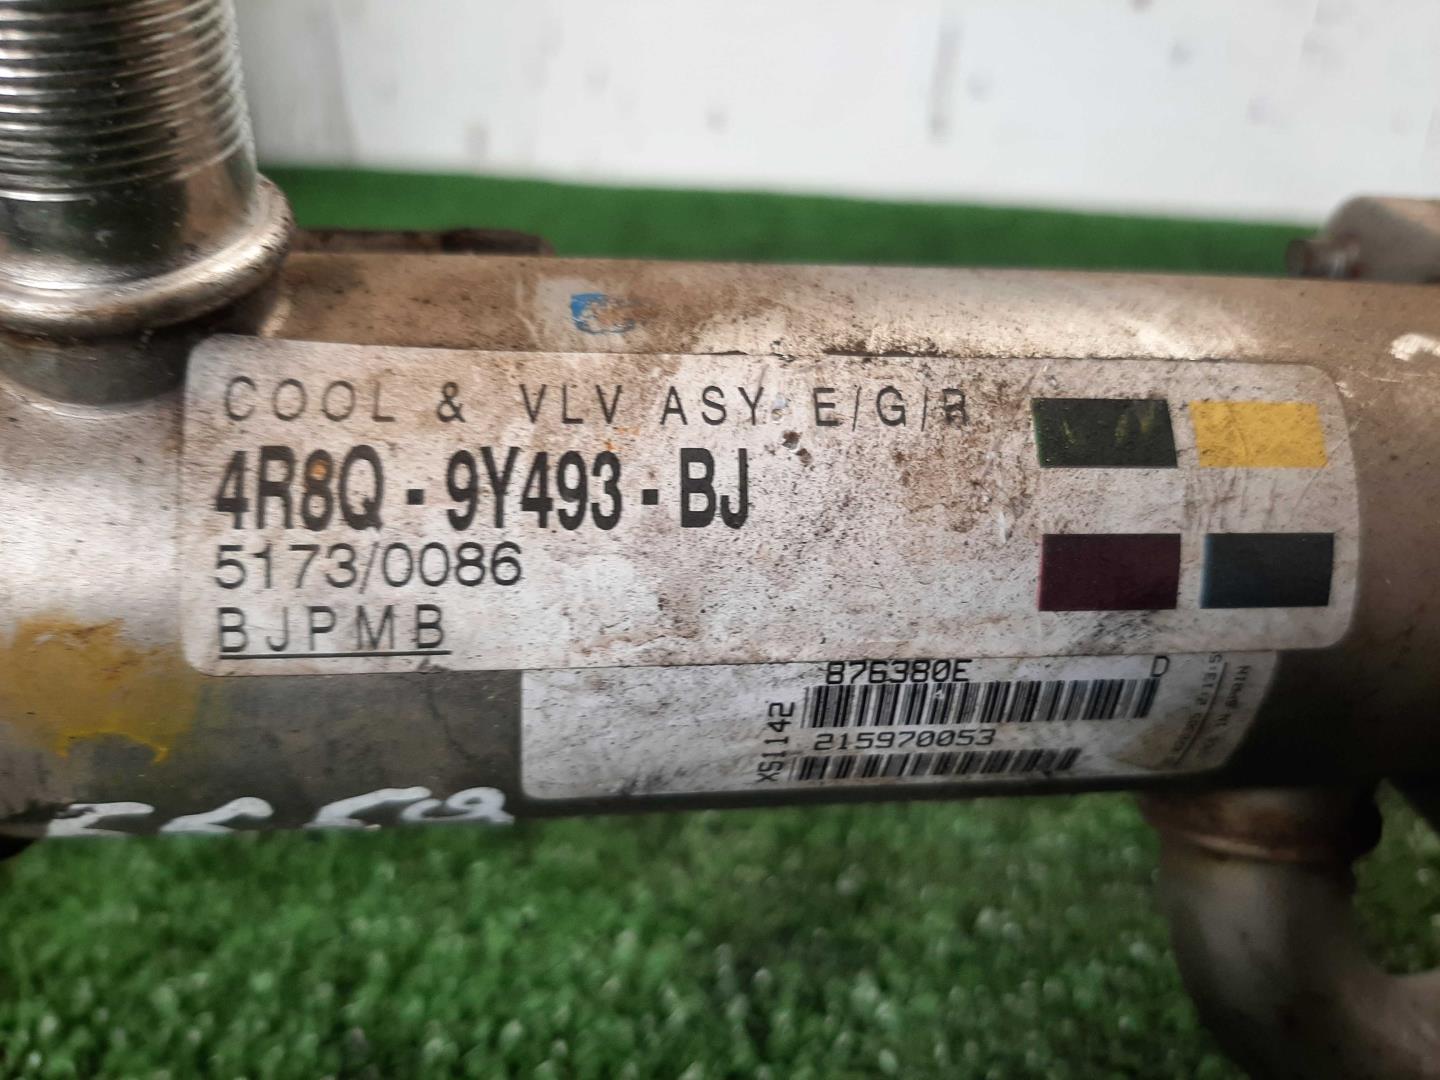 COOL & VLV ASY E/G/R
4R8Q - 9Y493 - BJ
5173/0086
BJPMB
876380E D
XS1142
215970053